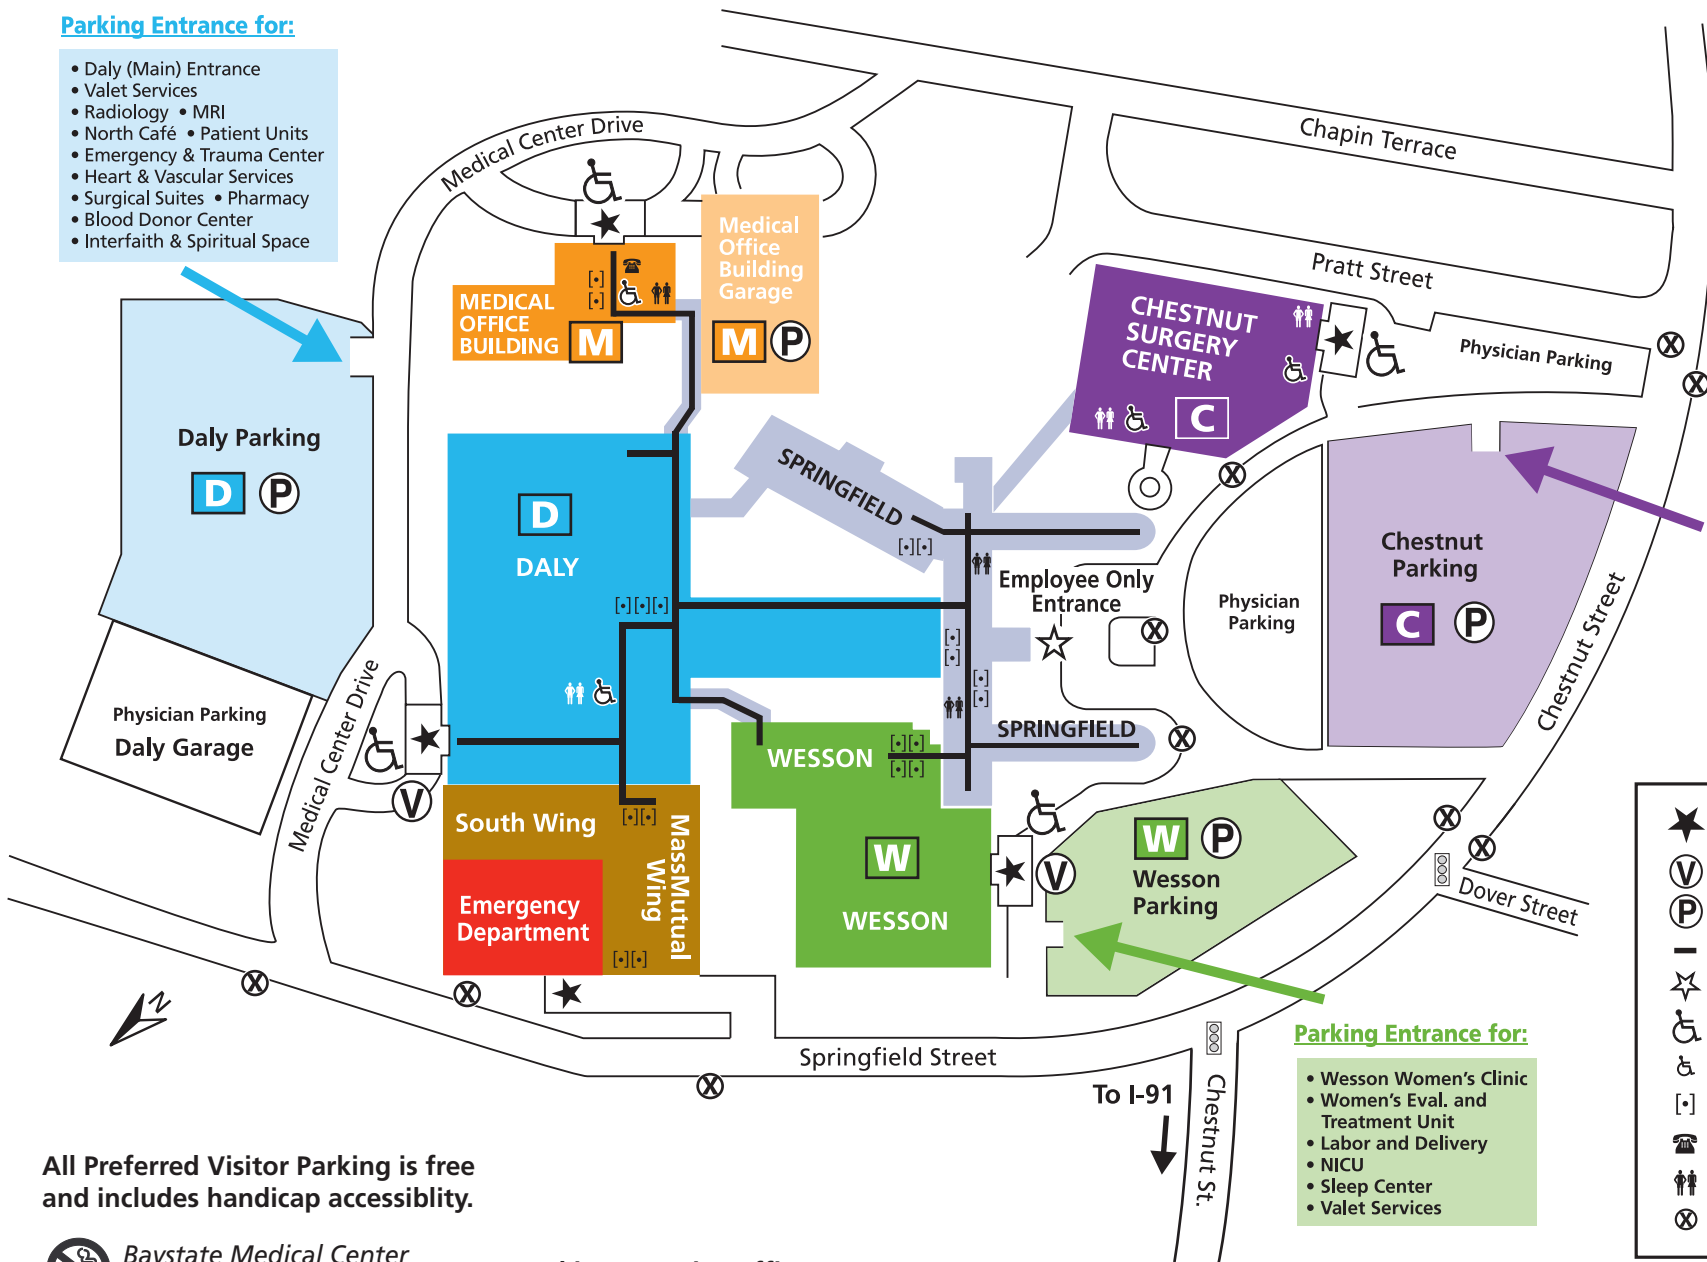 Parking Entrance for:
• Daly (Main) Entrance
• Valet Services
• Radiology • MRI
• North Café • Patient Units
• Emergency & Trauma Center
• Heart & Vascular Services
• Surgical Suites • Pharmacy
• Blood Donor Center
• Interfaith & Spiritual Space
Medical Center Drive
Chapin Terrace
Pratt Street
Medical
Office
Building
Garage
M P
MEDICAL
OFFICE
BUILDING M
CHESTNUT
SURGERY
CENTER
C
Physician Parking
X
X
X
Daly Parking
D P
D
DALY
SPRINGFIELD
Employee Only
Entrance
X
Physician
Parking
Chestnut
Parking
C P
Chestnut Street
Physician Parking
Daly Garage
Medical Center Drive
V
SPRINGFIELD
X
WESSON
W
WESSON
V
W P
Wesson
Parking
X
X
Dover Street
South Wing
MassMutual
Wing
Emergency
Department
X
X
X
N
Springfield Street
To I-91
Chestnut St.
Parking Entrance for:
• Wesson Women's Clinic
• Women's Eval. and
Treatment Unit
• Labor and Delivery
• NICU
• Sleep Center
• Valet Services
V
P
X
All Preferred Visitor Parking is free
and includes handicap accessiblity.
Baystate Medical Center